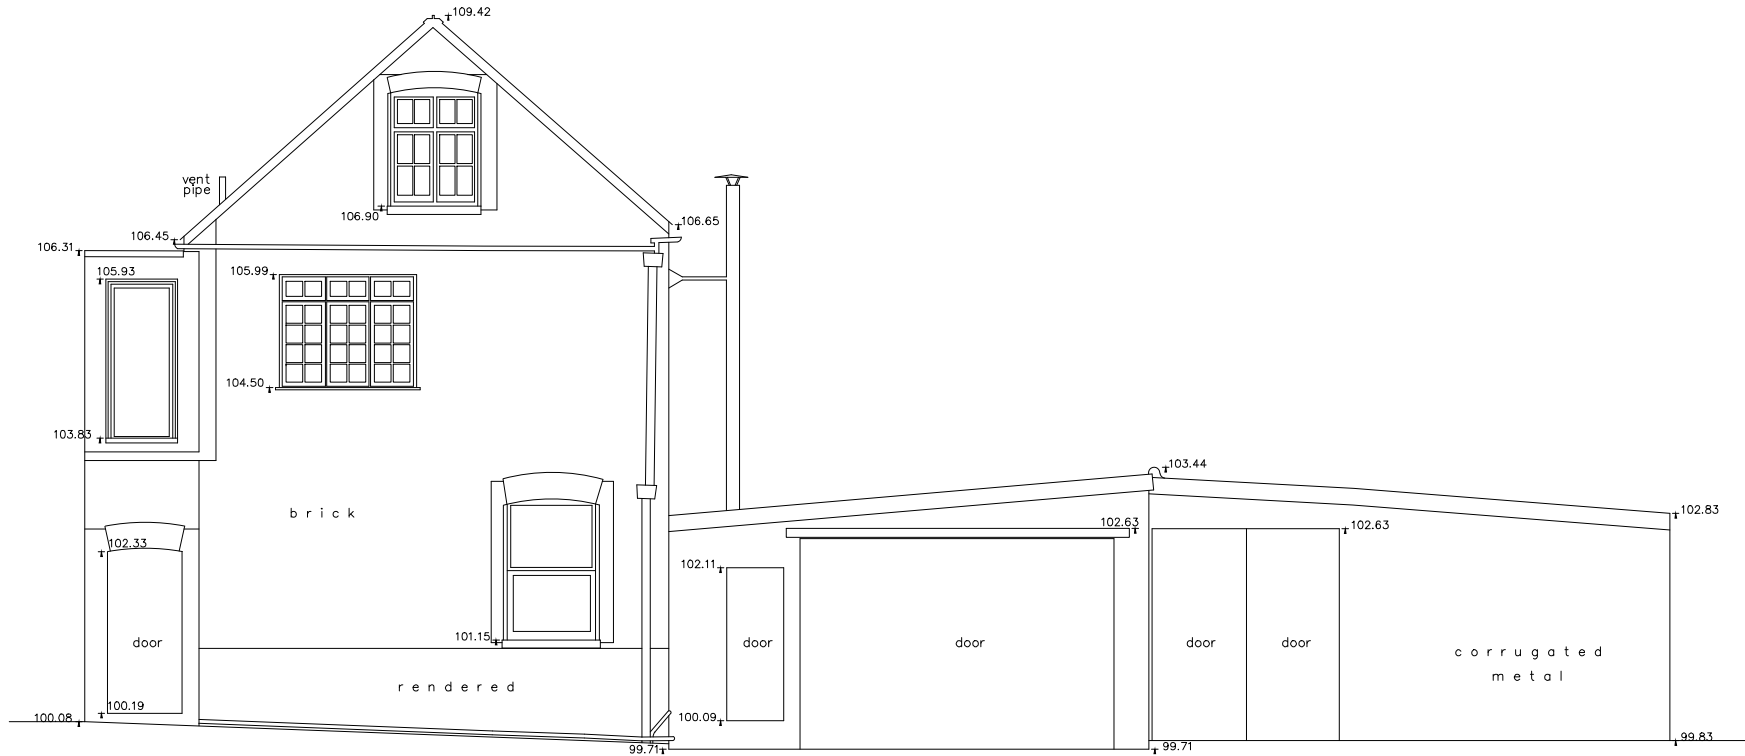 109.42
vent
pipe
106.90
106.65
106.45
106.31
105.93
105.99
104.50
103.83
103.44
brick
102.83
102.63
102.63
102.33
102.11
101.15
door
door
door
door
door
corrugated
metal
rendered
100.19
100.08
100.09
99.71
99.71
99.83